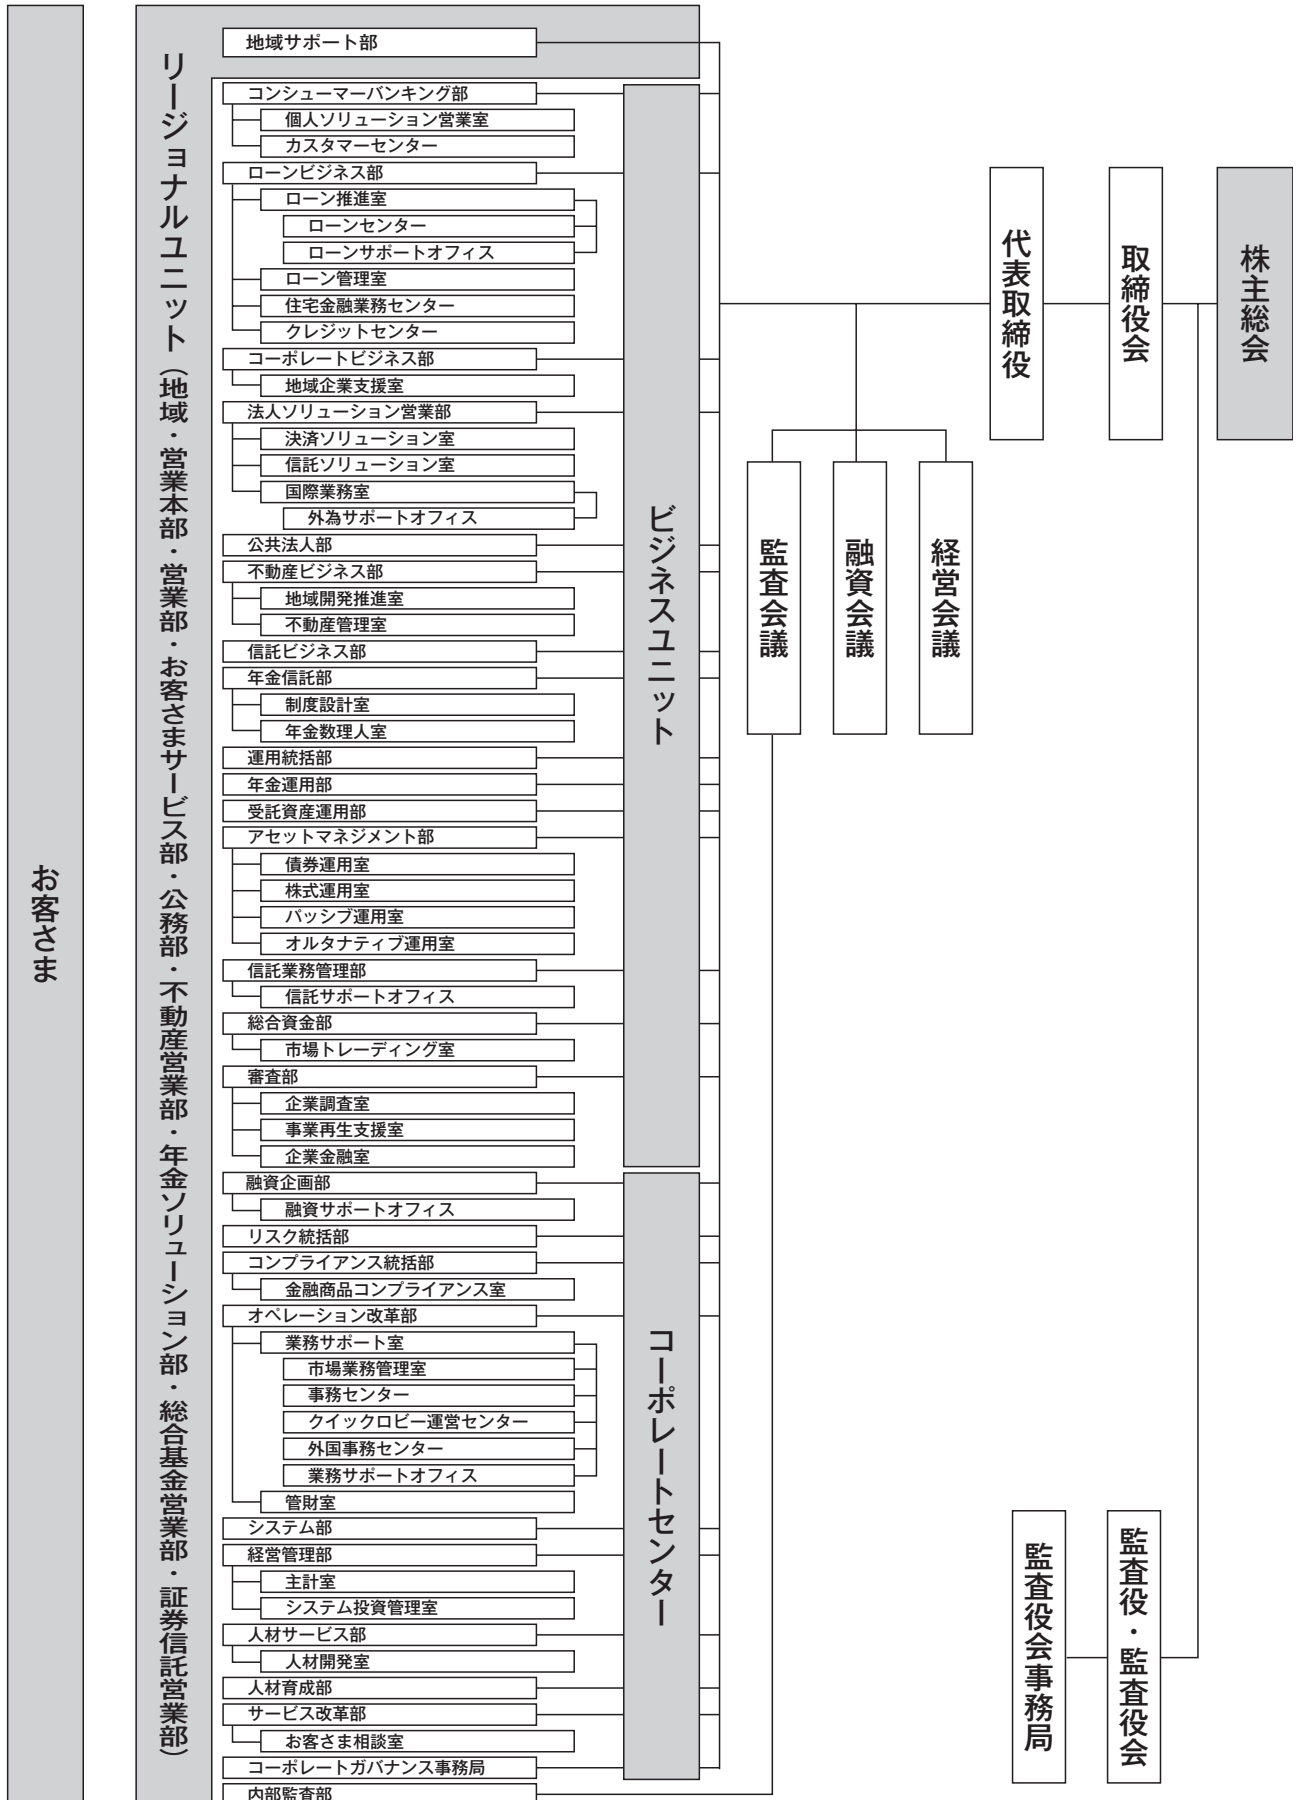 お客さま
リージョナルユニット（地域・営業本部・営業部・お客さまサービス部・公務部・不動産営業部・年金ソリューション部・総合基金営業部・証券信託営業部）
地域サポート部
コンシューマーバンキング部
個人ソリューション営業室
カスタマーセンター
ローンビジネス部
ローン推進室
ローンセンター
ローンサポートオフィス
ローン管理室
住宅金融業務センター
クレジットセンター
コーポレートビジネス部
地域企業支援室
法人ソリューション営業部
決済ソリューション室
信託ソリューション室
国際業務室
外為サポートオフィス
公共法人部
不動産ビジネス部
地域開発推進室
不動産管理室
信託ビジネス部
年金信託部
制度設計室
年金数理人室
運用統括部
年金運用部
受託資産運用部
アセットマネジメント部
債券運用室
株式運用室
パッシブ運用室
オルタナティブ運用室
信託業務管理部
信託サポートオフィス
総合資金部
市場トレーディング室
審査部
企業調査室
事業再生支援室
企業金融室
融資企画部
融資サポートオフィス
リスク統括部
コンプライアンス統括部
金融商品コンプライアンス室
オペレーション改革部
業務サポート室
市場業務管理室
事務センター
クイックロビー運営センター
外国事務センター
業務サポートオフィス
管財室
システム部
経営管理部
主計室
システム投資管理室
人材サービス部
人材開発室
人材育成部
サービス改革部
お客さま相談室
コーポレートガバナンス事務局
内部監査部
ビジネスユニット
コーポレートセンター
監査会議
融資会議
経営会議
代表取締役
取締役会
株主総会
監査役会事務局
監査役・監査役会